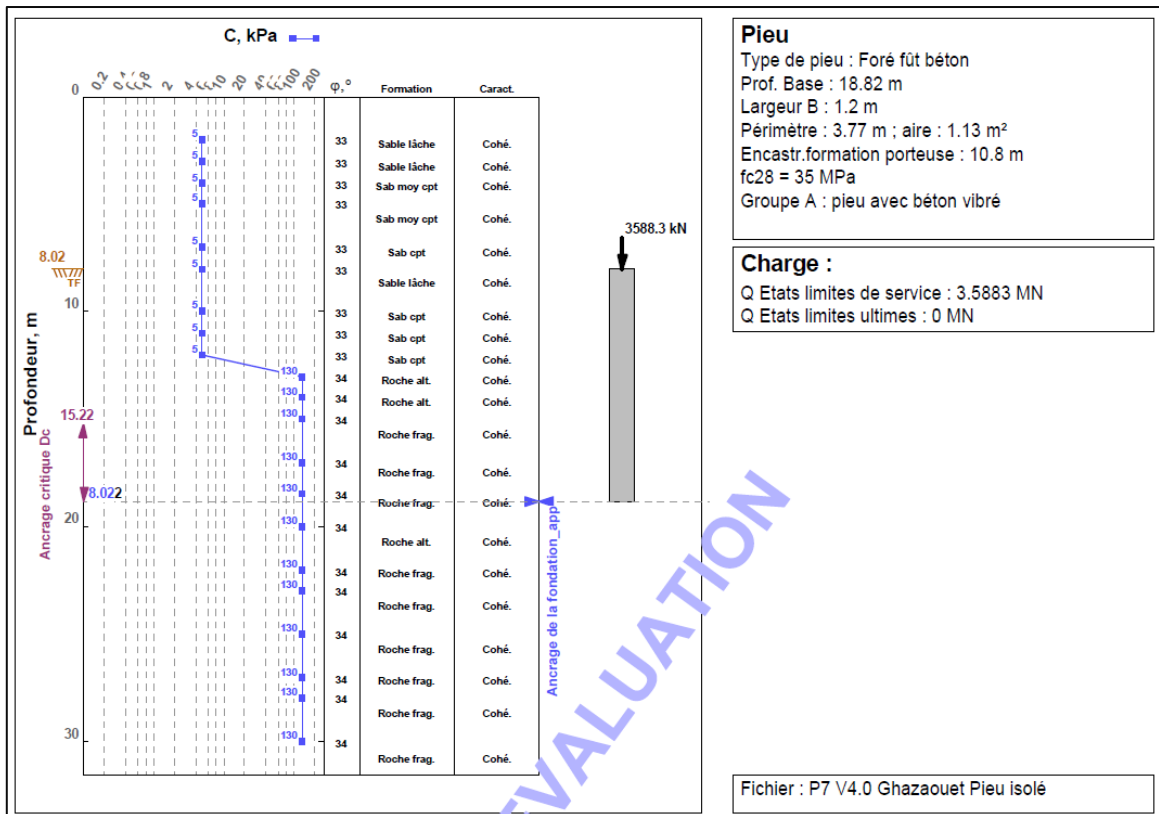 C, kPa
0.2
2
4
10
20
100
200
φ,°
Formation
Caract.
0
5
33
Sable lâche
Cohé.
5
33
Sable lâche
Cohé.
5
33
Sab moy cpt
Cohé.
5
33
Sab moy cpt
Cohé.
5
33
Sab cpt
Cohé.
8.02
TF
5
33
Sable lâche
Cohé.
10
5
33
Sab cpt
Cohé.
5
33
Sab cpt
Cohé.
5
33
Sab cpt
Cohé.
130
34
Roche alt.
Cohé.
130
34
Roche alt.
Cohé.
15.22
130
34
Roche frag.
Cohé.
130
34
Roche frag.
Cohé.
130
34
Roche frag.
Cohé.
20
130
34
Roche alt.
Cohé.
130
34
Roche frag.
Cohé.
130
34
Roche frag.
Cohé.
130
34
Roche frag.
Cohé.
130
34
Roche frag.
Cohé.
130
34
Roche frag.
Cohé.
30
130
34
Roche frag.
Cohé.
Profondeur, m
Ancrage critique Dc
Ancrage de la fondation_app
3588.3 kN
EVALUATION
Pieu
Type de pieu : Foré fût béton
Prof. Base : 18.82 m
Largeur B : 1.2 m
Périmètre : 3.77 m ; aire : 1.13 m²
Encastr.formation porteuse : 10.8 m
fc28 = 35 MPa
Groupe A : pieu avec béton vibré
Charge :
Q Etats limites de service : 3.5883 MN
Q Etats limites ultimes : 0 MN
Fichier : P7 V4.0 Ghazaouet Pieu isolé